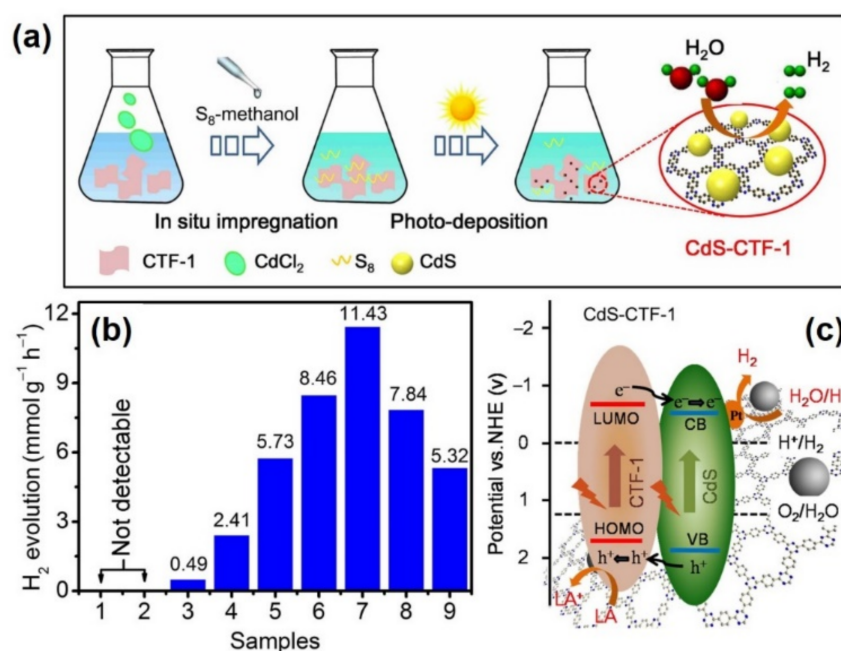 (a)
H₂O
H₂
S₈-methanol
In situ impregnation
Photo-deposition
CdS-CTF-1
CTF-1
CdCl₂
S₈
CdS
(b)
H₂ evolution (mmol g⁻¹ h⁻¹)
12
9
6
3
0
Not detectable
0.49
2.41
5.73
8.46
11.43
7.84
5.32
1 2 3 4 5 6 7 8 9
Samples
(c)
CdS-CTF-1
Potential vs.NHE (v)
−2
−1
0
1
2
e⁻
LUMO
CTF-1
HOMO
h⁺ h⁺
LA⁺
LA
e⁻ e⁻
CB
CdS
VB
h⁺
H₂
Pt
H₂O/H
H⁺/H₂
O₂/H₂O